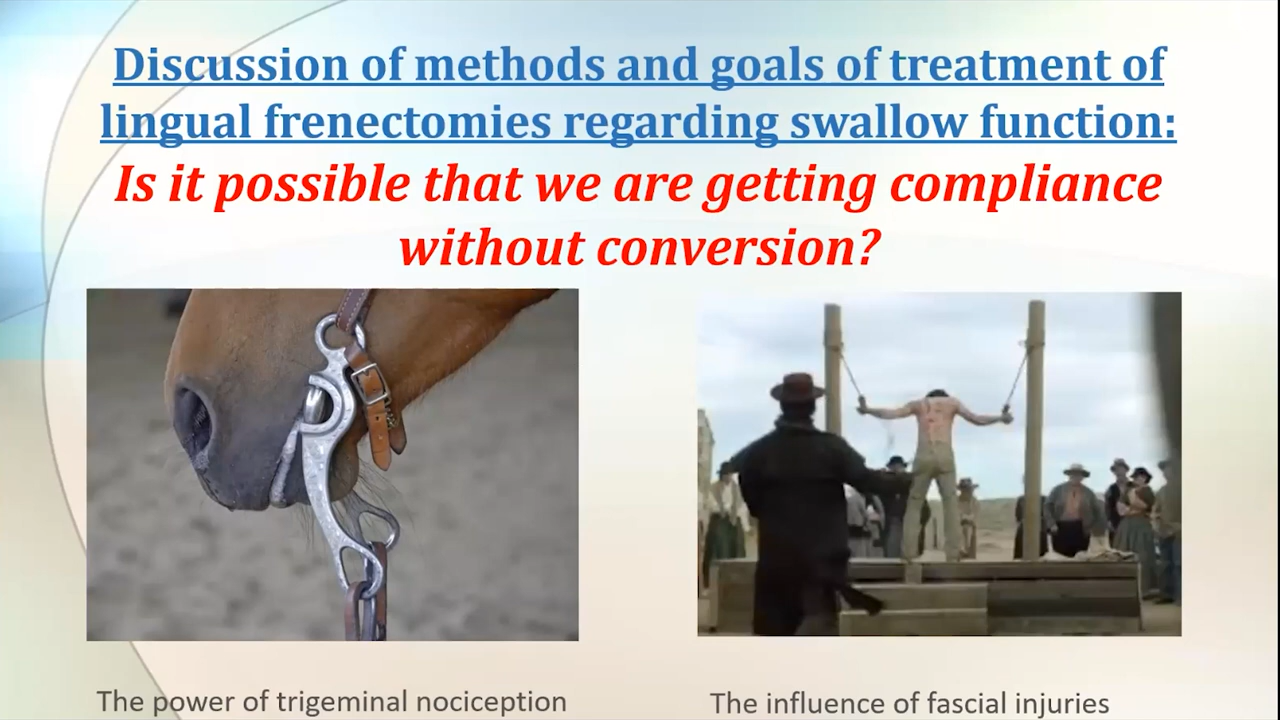 Discussion of methods and goals of treatment of
lingual frenectomies regarding swallow function:
Is it possible that we are getting compliance
without conversion?
The power of trigeminal nociception
The influence of fascial injuries